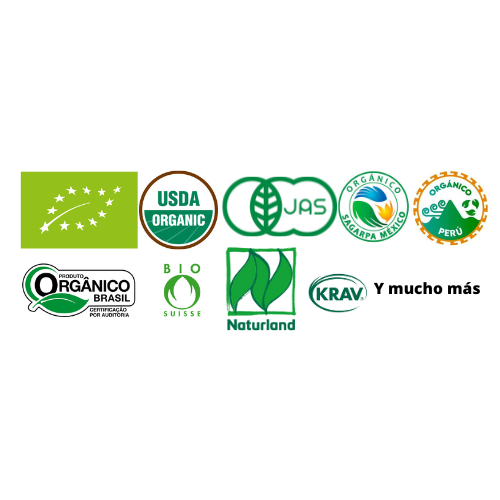 USDA
ORGANIC
JAS
ORGÁNICO
SAGARPA MÉXICO
ORGÁNICO
PERÚ
PRODUTO
ORGÂNICO
BRASIL
CERTIFICAÇÃO
POR AUDITORIA
BIO
SUISSE
Naturland
KRAV
Y mucho más